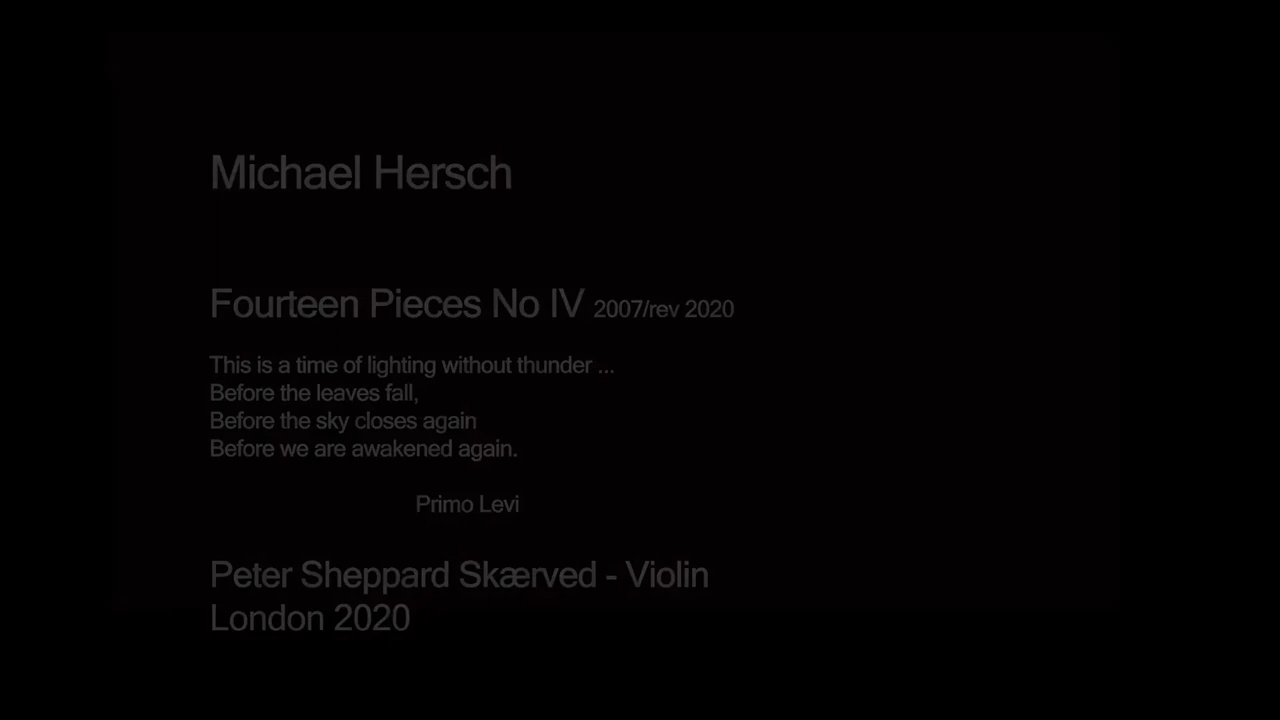 Michael Hersch
Fourteen Pieces No IV 2007/rev 2020
This is a time of lighting without thunder ...
Before the leaves fall,
Before the sky closes again
Before we are awakened again.
Primo Levi
Peter Sheppard Skærved - Violin
London 2020